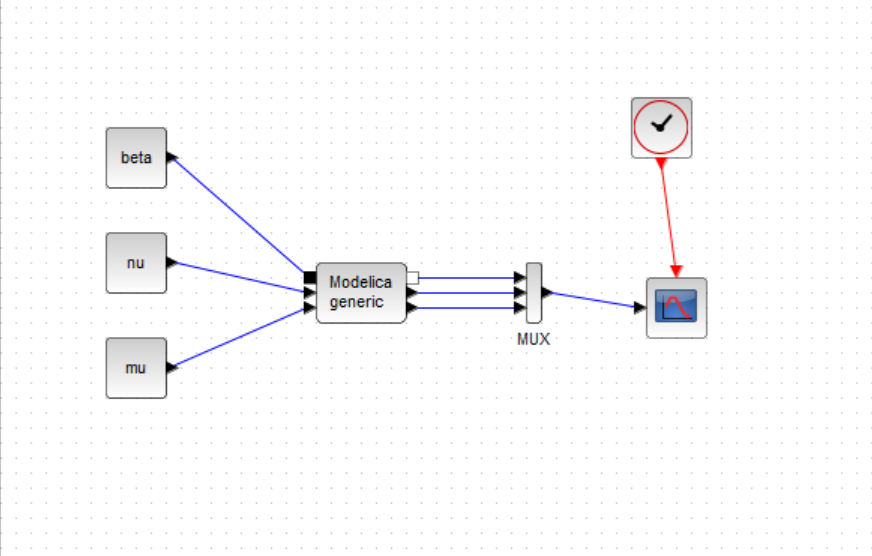 beta
nu
Modelica
generic
MUX
mu